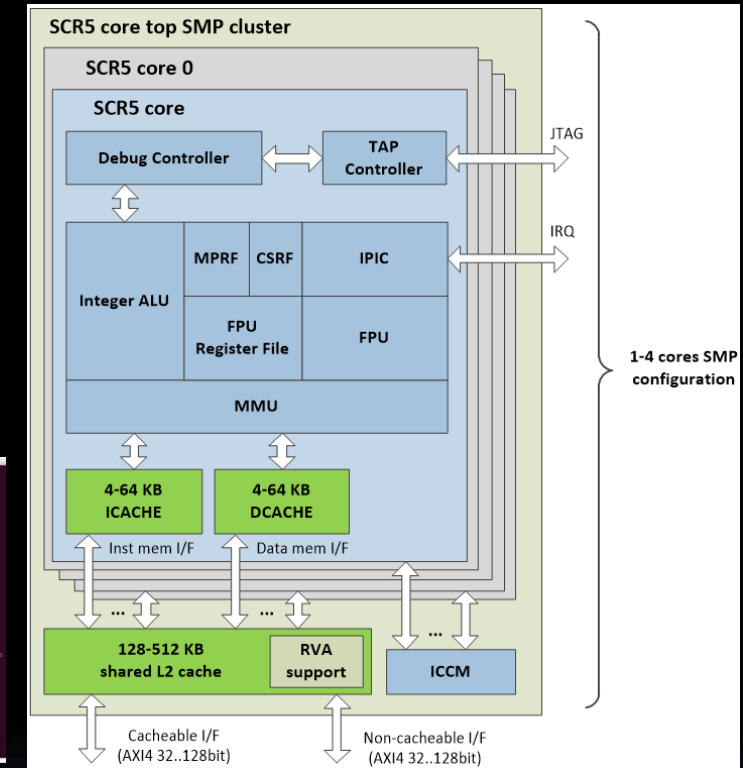 SCR5 core top SMP cluster
SCR5 core 0
SCR5 core
Debug Controller
TAP
Controller
JTAG
Integer ALU
MPRF
CSRF
IPIC
IRQ
FPU
Register File
FPU
MMU
1-4 cores SMP
configuration
4-64 KB
ICACHE
4-64 KB
DCACHE
Inst mem I/F
Data mem I/F
...
...
...
128-512 KB
shared L2 cache
RVA
support
ICCM
Cacheable I/F
(AXI4 32..128bit)
Non-cacheable I/F
(AXI4 32..128bit)